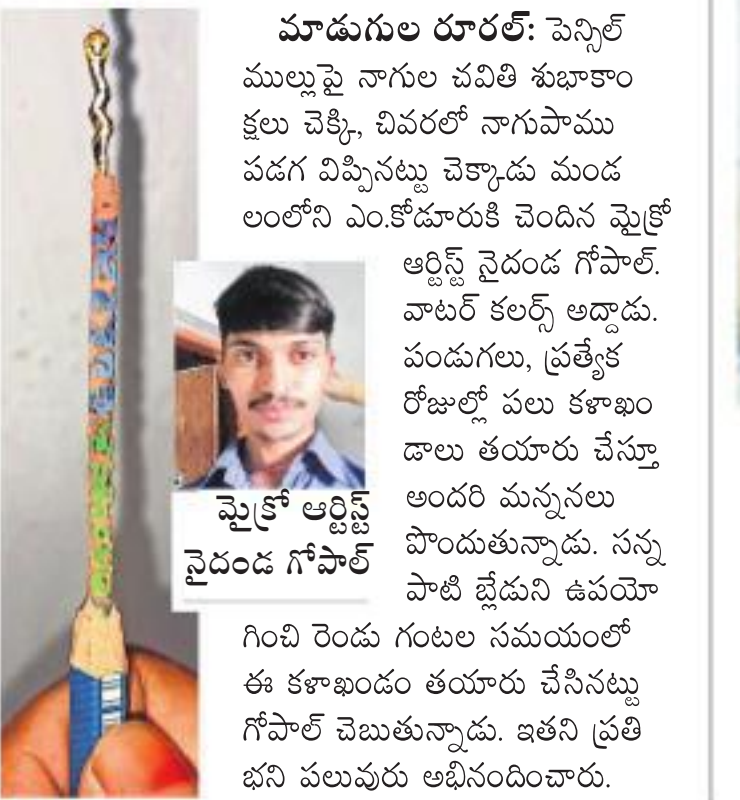 మాడుగుల రూరల్: పెన్సిల్
ముల్లుపై నాగుల చవితి శుభాకాం
క్షలు చెక్కి, చివరలో నాగుపాము
పడగ విప్పినట్టు చెక్కాడు మండ
లంలోని ఎం.కోడూరుకి చెందిన మైక్రో
ఆర్టిస్ట్ నైదండ గోపాల్.
వాటర్ కలర్స్ అద్దాడు.
పండుగలు, ప్రత్యేక
రోజుల్లో పలు కళాఖం
డాలు తయారు చేస్తూ
అందరి మన్ననలు
పొందుతున్నాడు. సన్న
పాటి బ్లేడుని ఉపయో
గించి రెండు గంటల సమయంలో
ఈ కళాఖండం తయారు చేసినట్టు
గోపాల్ చెబుతున్నాడు. ఇతని ప్రతి
భని పలువురు అభినందించారు.
మైక్రో ఆర్టిస్ట్
నైదండ గోపాల్